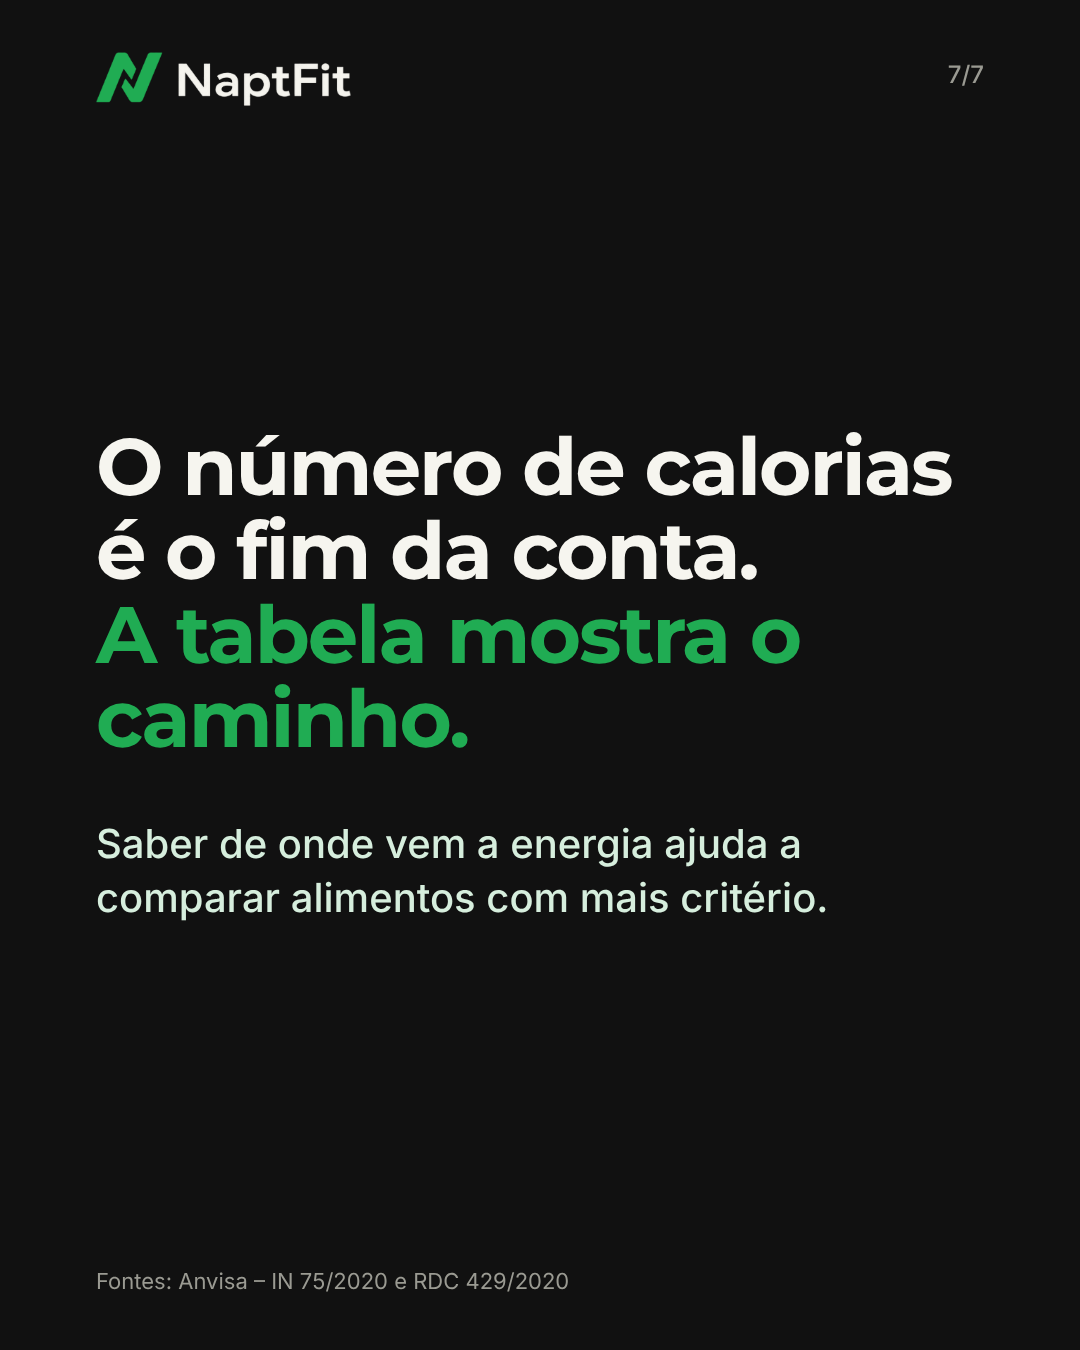 NaptFit
7/7
O número de calorias
é o fim da conta.
A tabela mostra o
caminho.
Saber de onde vem a energia ajuda a
comparar alimentos com mais critério.
Fontes: Anvisa – IN 75/2020 e RDC 429/2020